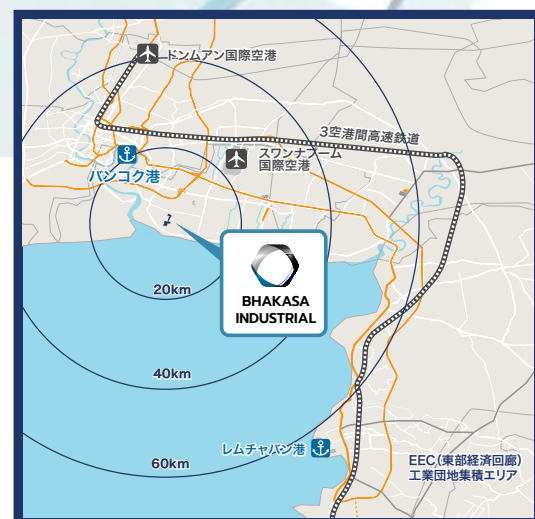 ドンムアン国際空港
3空港間高速鉄道
スワンナプーム
国際空港
バンコク港
BHAKASA
INDUSTRIAL
20km
40km
60km
レムチャバン港
EEC(東部経済回廊)
工業団地集積エリア